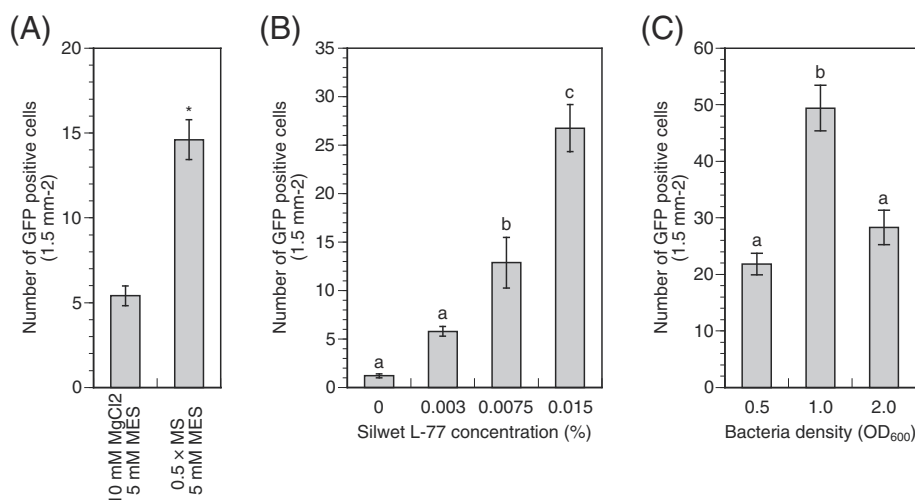 (A)
Number of GFP positive cells
(1.5 mm-2)
20
15
10
5
0
*
10 mM MgCl2
5 mM MES
0.5 × MS
5 mM MES
(B)
Number of GFP positive cells
(1.5 mm-2)
35
30
25
20
15
10
5
0
a
a
b
c
0 0.003 0.0075 0.015
Silwet L-77 concentration (%)
(C)
Number of GFP positive cells
(1.5 mm-2)
60
50
40
30
20
10
0
a
b
a
0.5 1.0 2.0
Bacteria density (OD600)